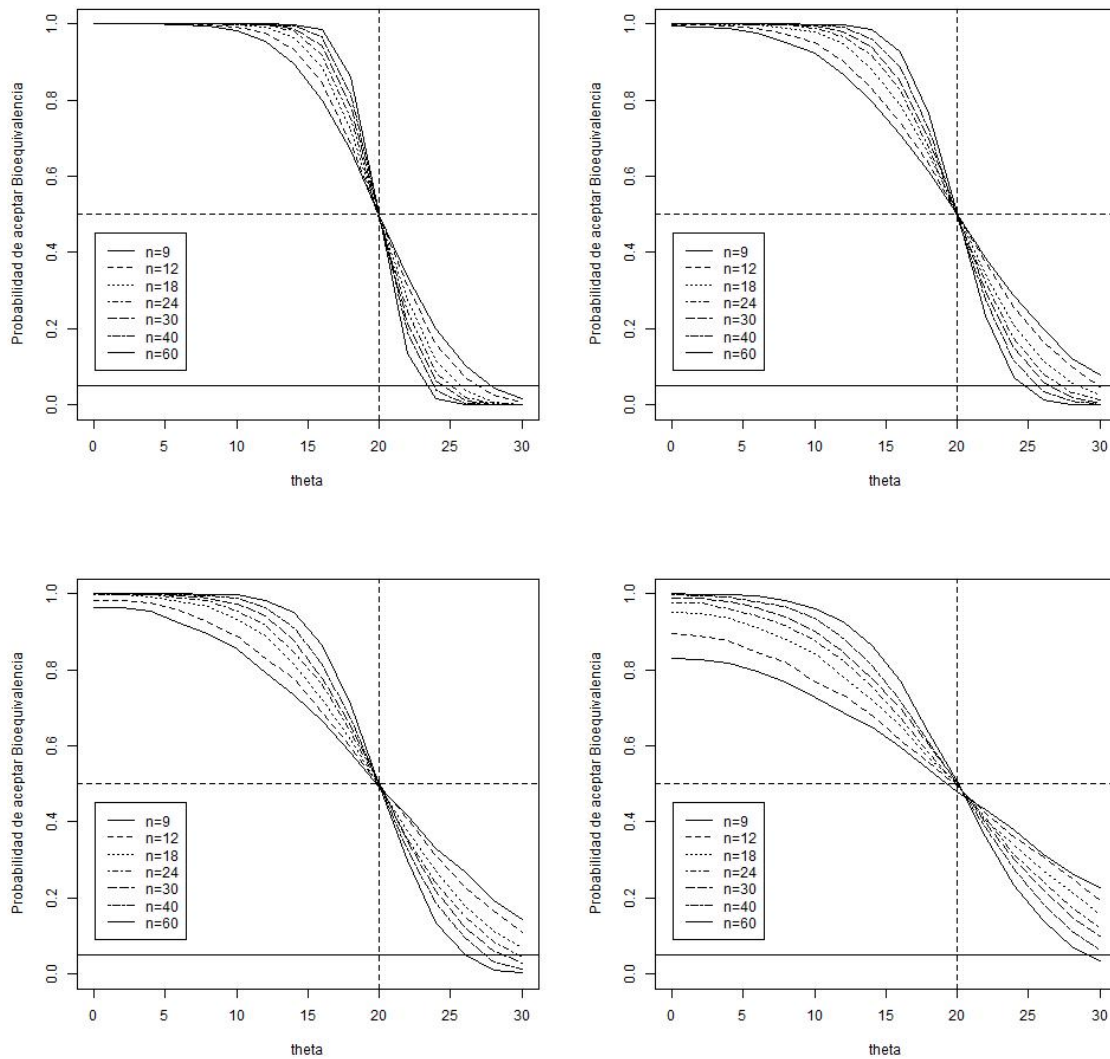 Probabilidad de aceptar Bioequivalencia
1.0
0.8
0.6
0.4
0.2
0.0
n=9
n=12
n=18
n=24
n=30
n=40
n=60
0 5 10 15 20 25 30
theta
Probabilidad de aceptar Bioequivalencia
1.0
0.8
0.6
0.4
0.2
0.0
n=9
n=12
n=18
n=24
n=30
n=40
n=60
0 5 10 15 20 25 30
theta
Probabilidad de aceptar Bioequivalencia
1.0
0.8
0.6
0.4
0.2
0.0
n=9
n=12
n=18
n=24
n=30
n=40
n=60
0 5 10 15 20 25 30
theta
Probabilidad de aceptar Bioequivalencia
1.0
0.8
0.6
0.4
0.2
0.0
n=9
n=12
n=18
n=24
n=30
n=40
n=60
0 5 10 15 20 25 30
theta